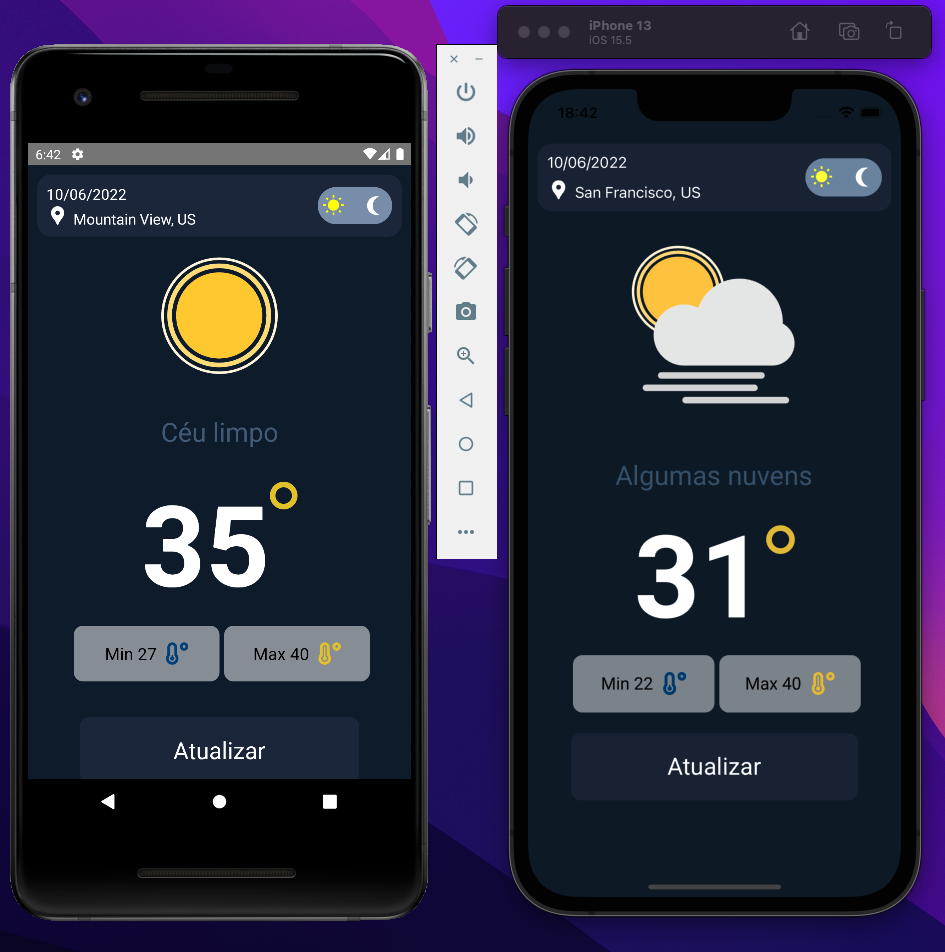 6:42
10/06/2022
Mountain View, US
Céu limpo
35°
Min 27
Max 40
Atualizar
iPhone 13
iOS 15.5
18:42
10/06/2022
San Francisco, US
Algumas nuvens
31°
Min 22
Max 40
Atualizar